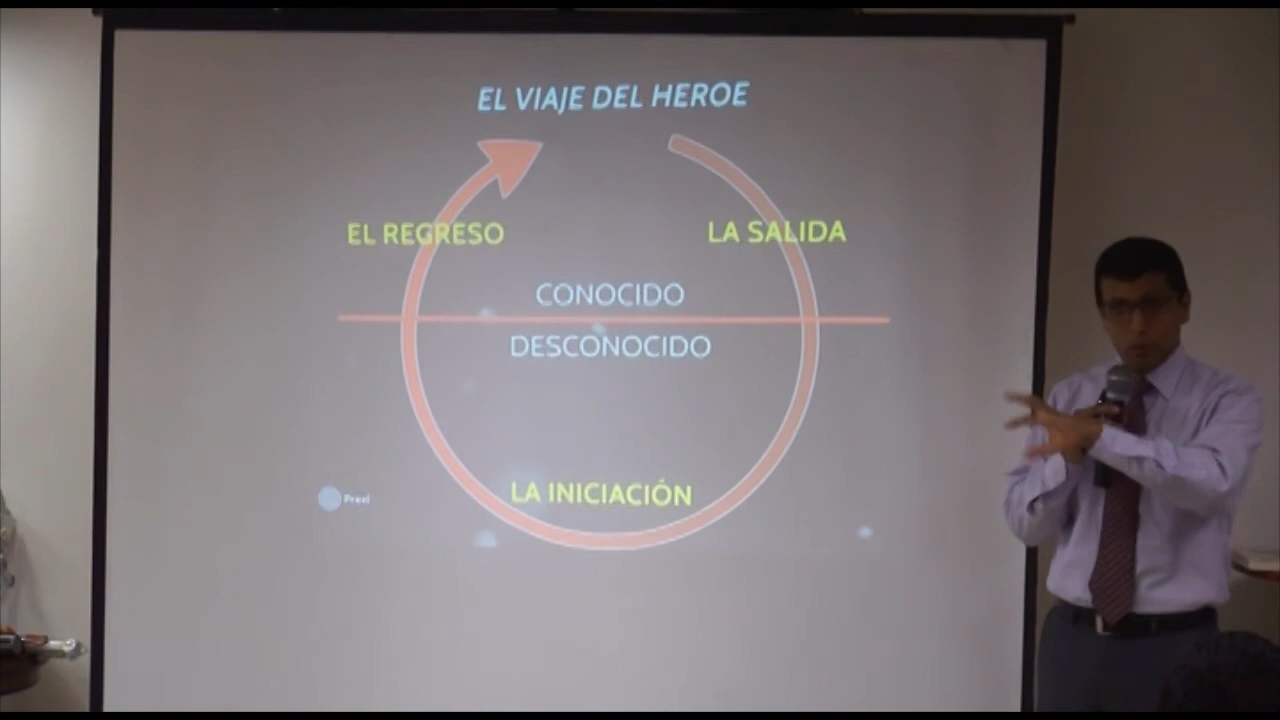 EL VIAJE DEL HEROE
EL REGRESO
LA SALIDA
CONOCIDO
DESCONOCIDO
LA INICIACIÓN
Prezi